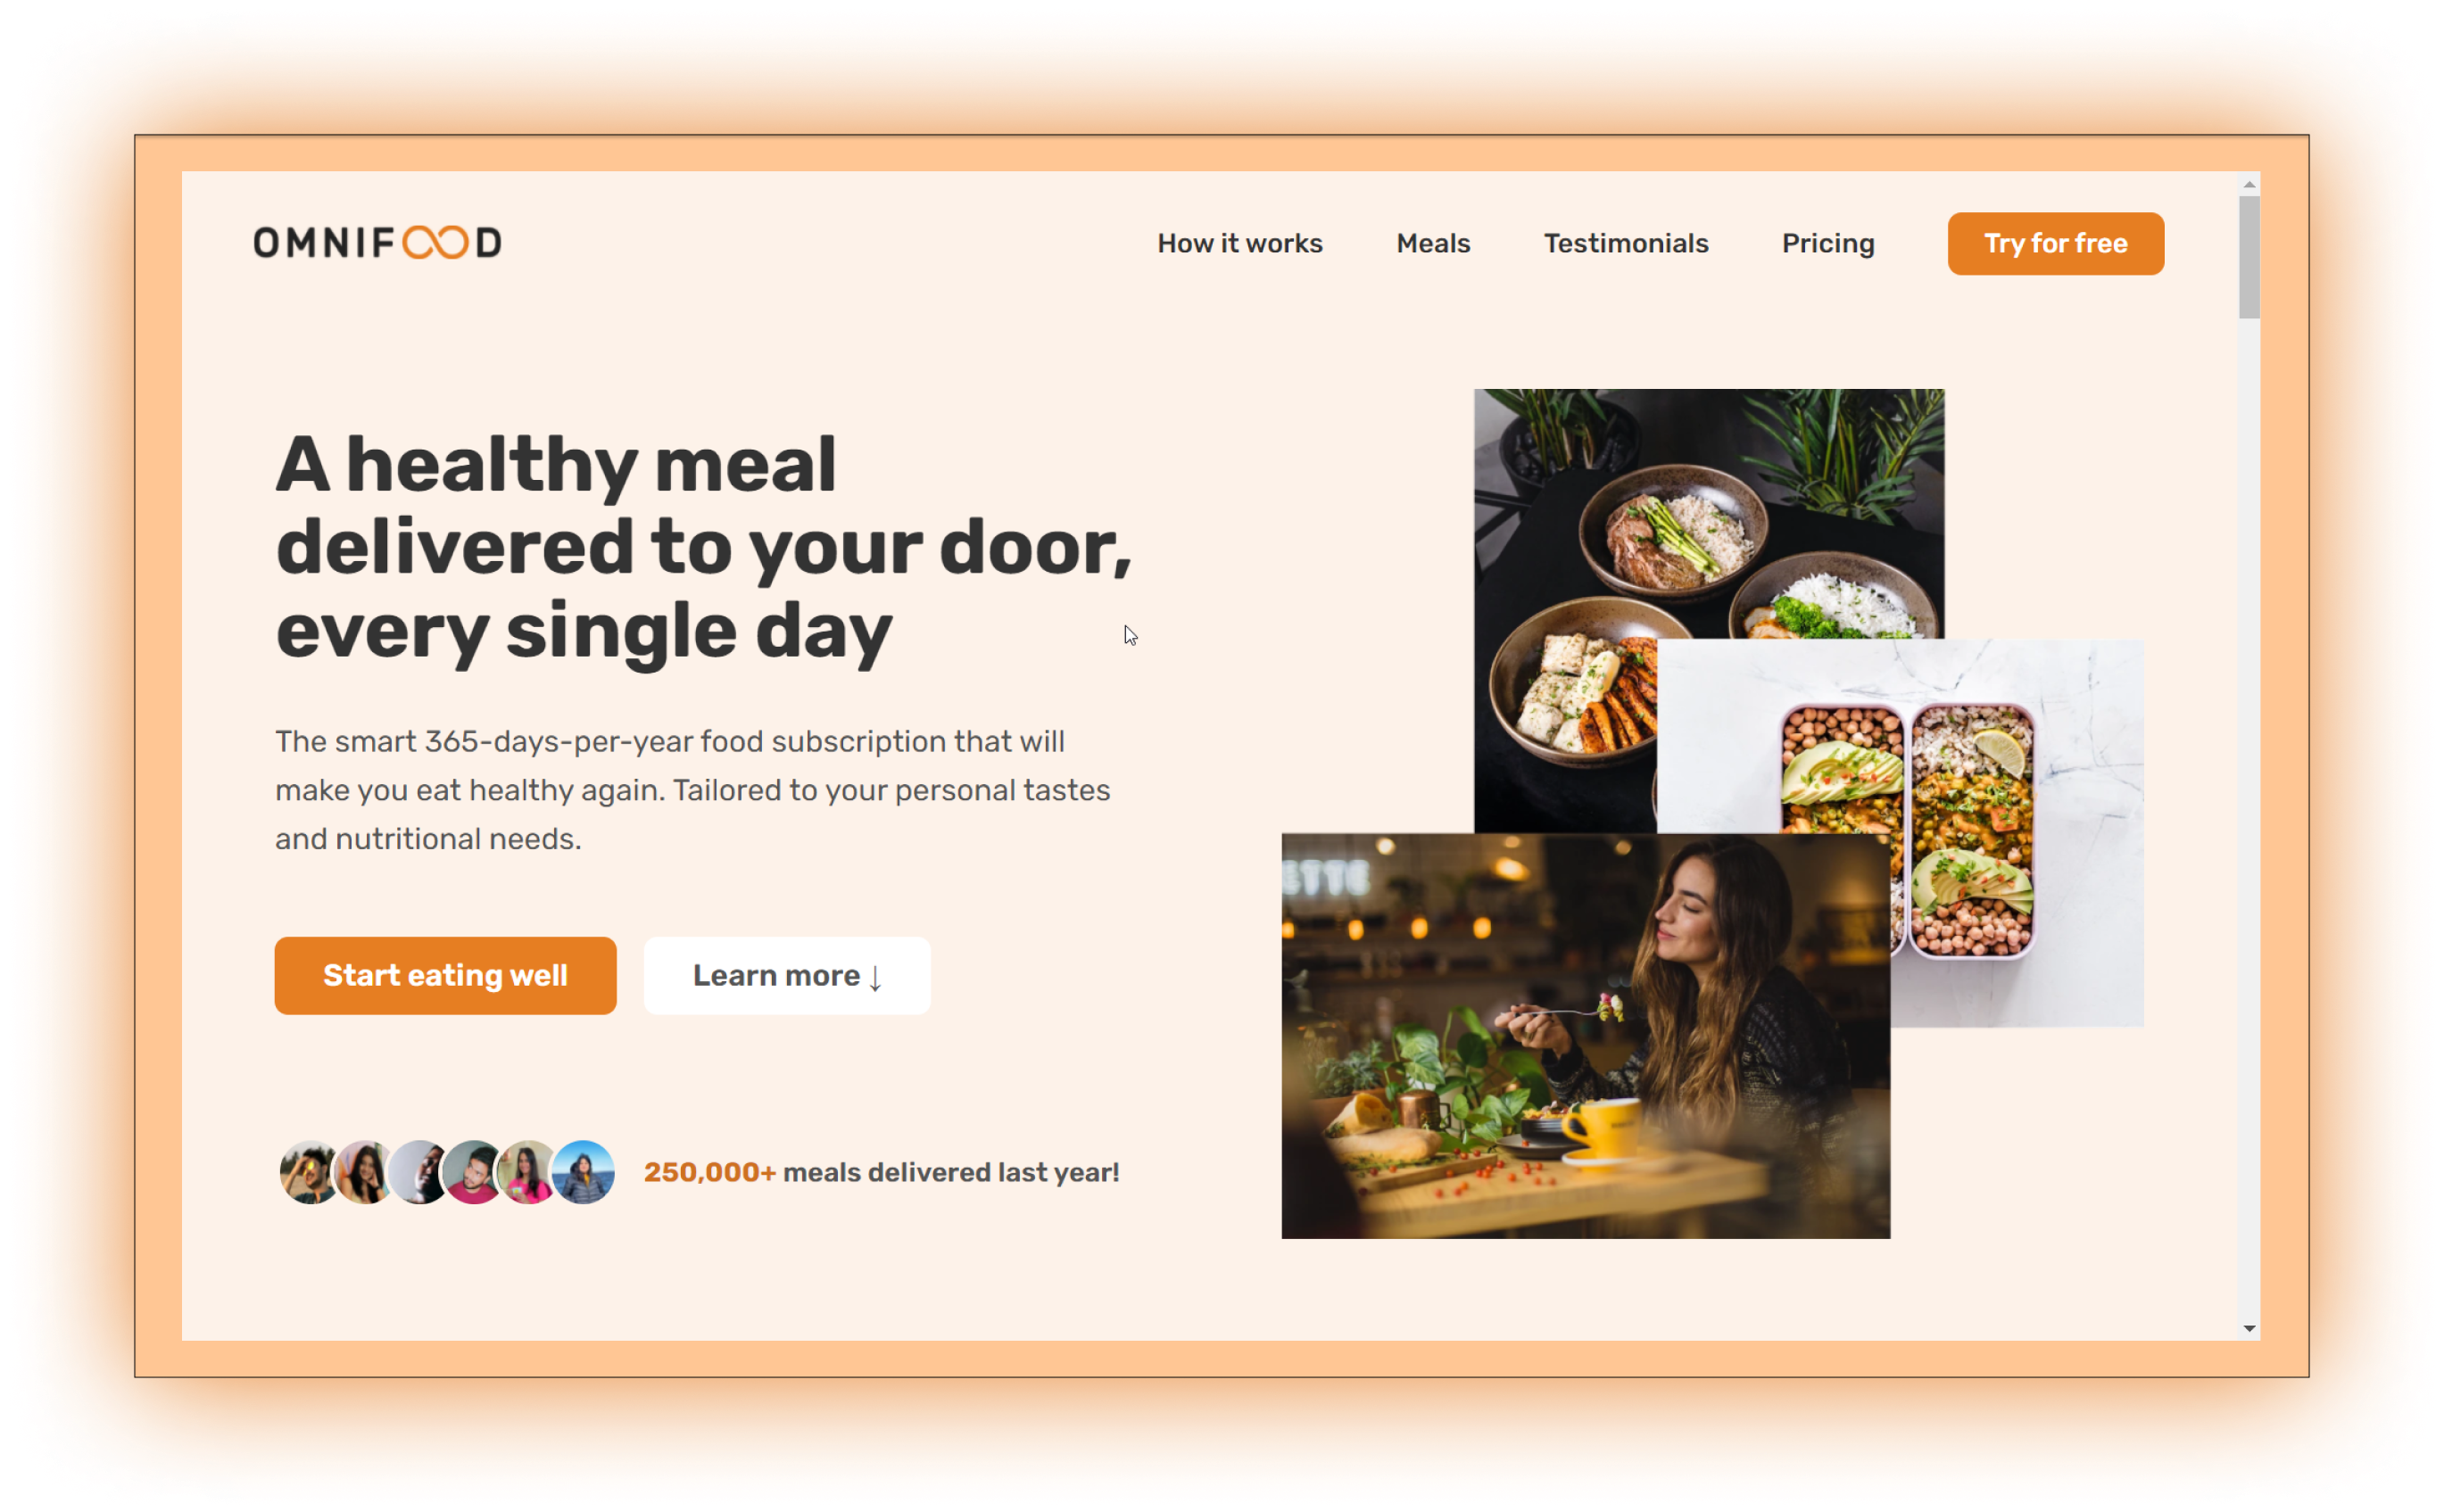 OMNIFOOD
How it works
Meals
Testimonials
Pricing
Try for free
A healthy meal
delivered to your door,
every single day
The smart 365-days-per-year food subscription that will
make you eat healthy again. Tailored to your personal tastes
and nutritional needs.
Start eating well
Learn more ↓
ETTE
250,000+ meals delivered last year!